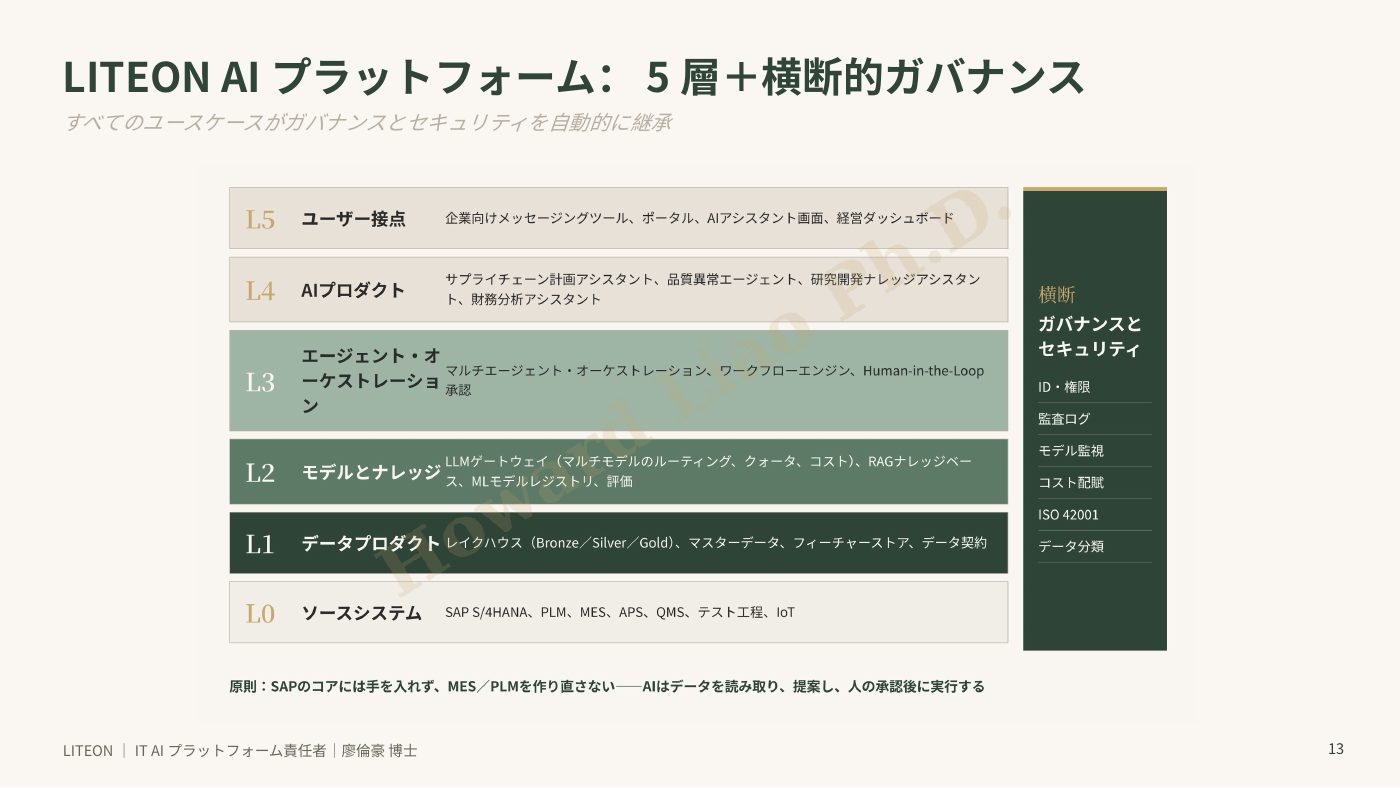 LITEON AI プラットフォーム： 5 層＋横断的ガバナンス
すべてのユースケースがガバナンスとセキュリティを自動的に継承
L5
ユーザー接点
企業向けメッセージングツール、ポータル、AIアシスタント画面、経営ダッシュボード
L4
AIプロダクト
サプライチェーン計画アシスタント、品質異常エージェント、研究開発ナレッジアシスタン
ト、財務分析アシスタント
L3
エージェント・オ
ーケストレーショ
ン
マルチエージェント・オーケストレーション、ワークフローエンジン、Human-in-the-Loop
承認
L2
モデルとナレッジ
LLMゲートウェイ（マルチモデルのルーティング、クォータ、コスト）、RAGナレッジベー
ス、MLモデルレジストリ、評価
L1
データプロダクト
レイクハウス（Bronze／Silver／Gold）、マスターデータ、フィーチャーストア、データ契約
L0
ソースシステム
SAP S/4HANA、PLM、MES、APS、QMS、テスト工程、IoT
横断
ガバナンスと
セキュリティ
ID・権限
監査ログ
モデル監視
コスト配賦
ISO 42001
データ分類
Howard Liao Ph.D.
原則：SAPのコアには手を入れず、MES／PLMを作り直さない——AIはデータを読み取り、提案し、人の承認後に実行する
LITEON｜IT AI プラットフォーム責任者｜廖倫豪 博士
13